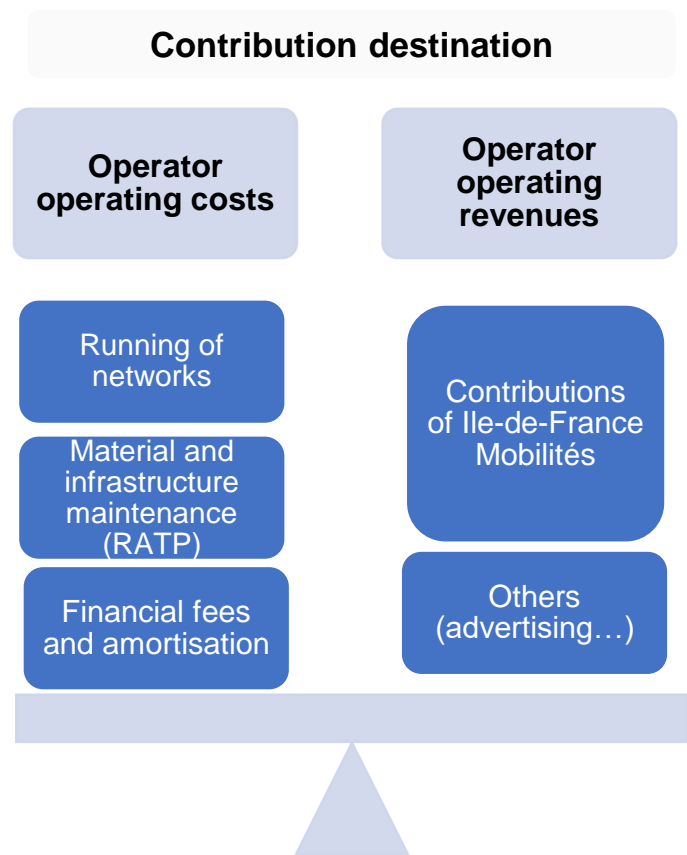 Contribution destination
Operator
operating costs
Operator
operating
revenues
Running of
networks
Material and
infrastructure
maintenance
(RATP)
Financial fees
and amortisation
Contributions
of Ile-de-France
Mobilités
Others
(advertising…)